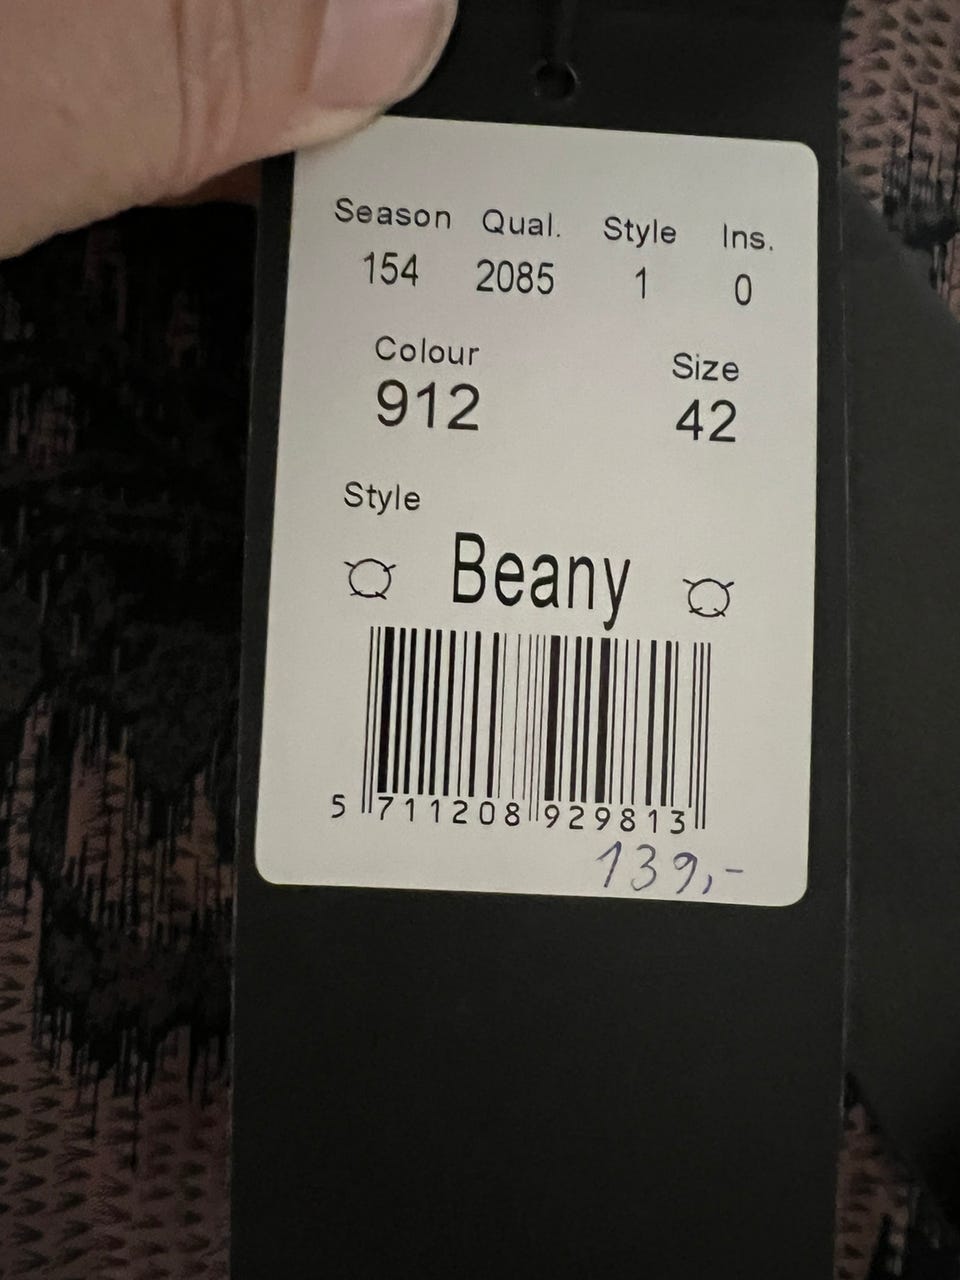 Season Qual. Style Ins.
154 2085 1 0
Colour Size
912 42
Style
Beany
5 711208 929813
139,-